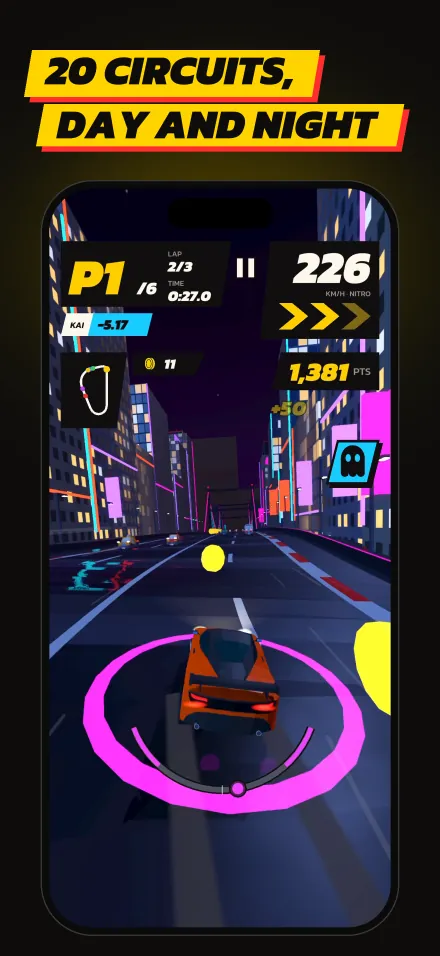 20 CIRCUITS,
DAY AND NIGHT
P1 /6
LAP
2/3
TIME
0:27.0
226
KM/H · NITRO
KAI -5.17
11
1,381 PTS
+50